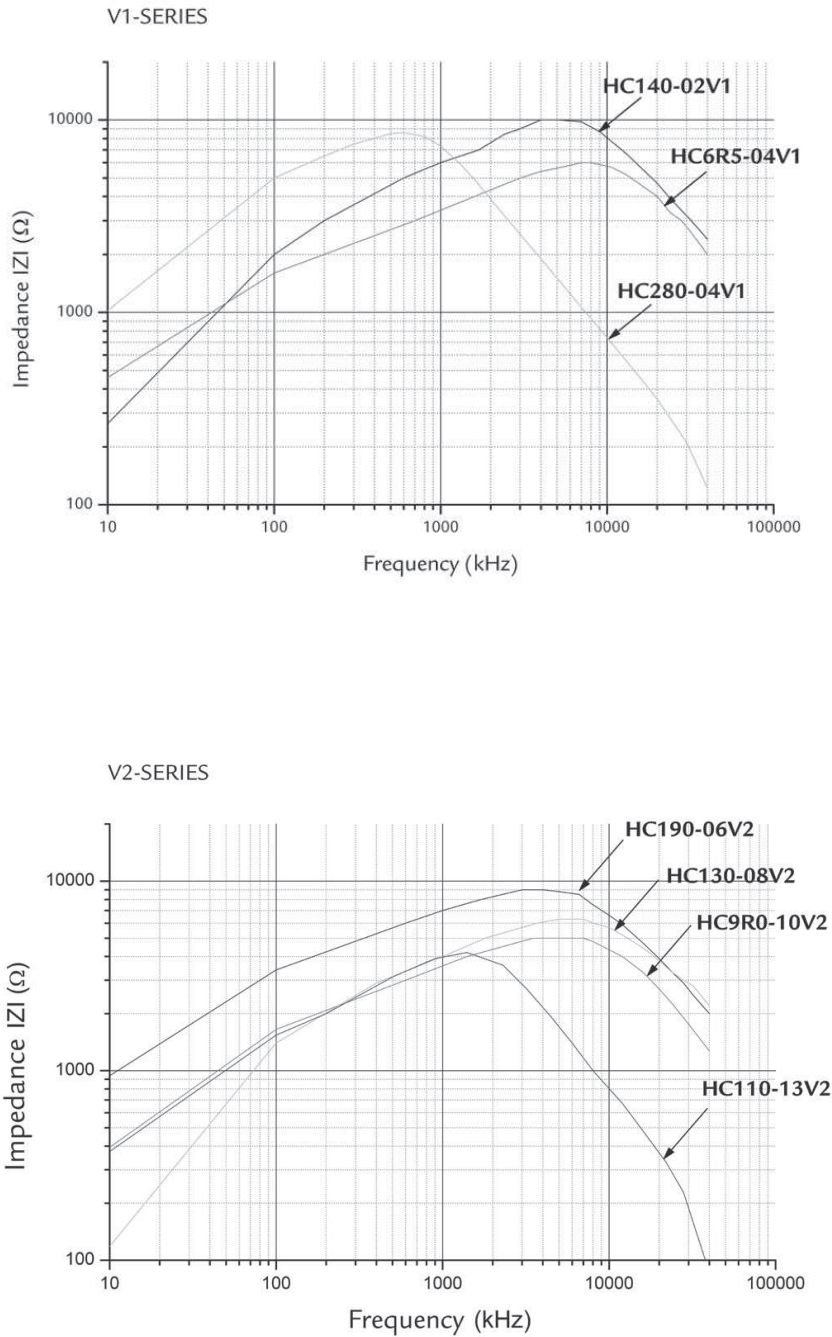 V1-SERIES
HC140-02V1
10000
HC6R5-04V1
HC280-04V1
Impedance IZI (Ω)
1000
100
10 100 1000 10000 100000
Frequency (kHz)
V2-SERIES
HC190-06V2
10000
HC130-08V2
HC9R0-10V2
Impedance IZI (Ω)
1000
HC110-13V2
100
10 100 1000 10000 100000
Frequency (kHz)